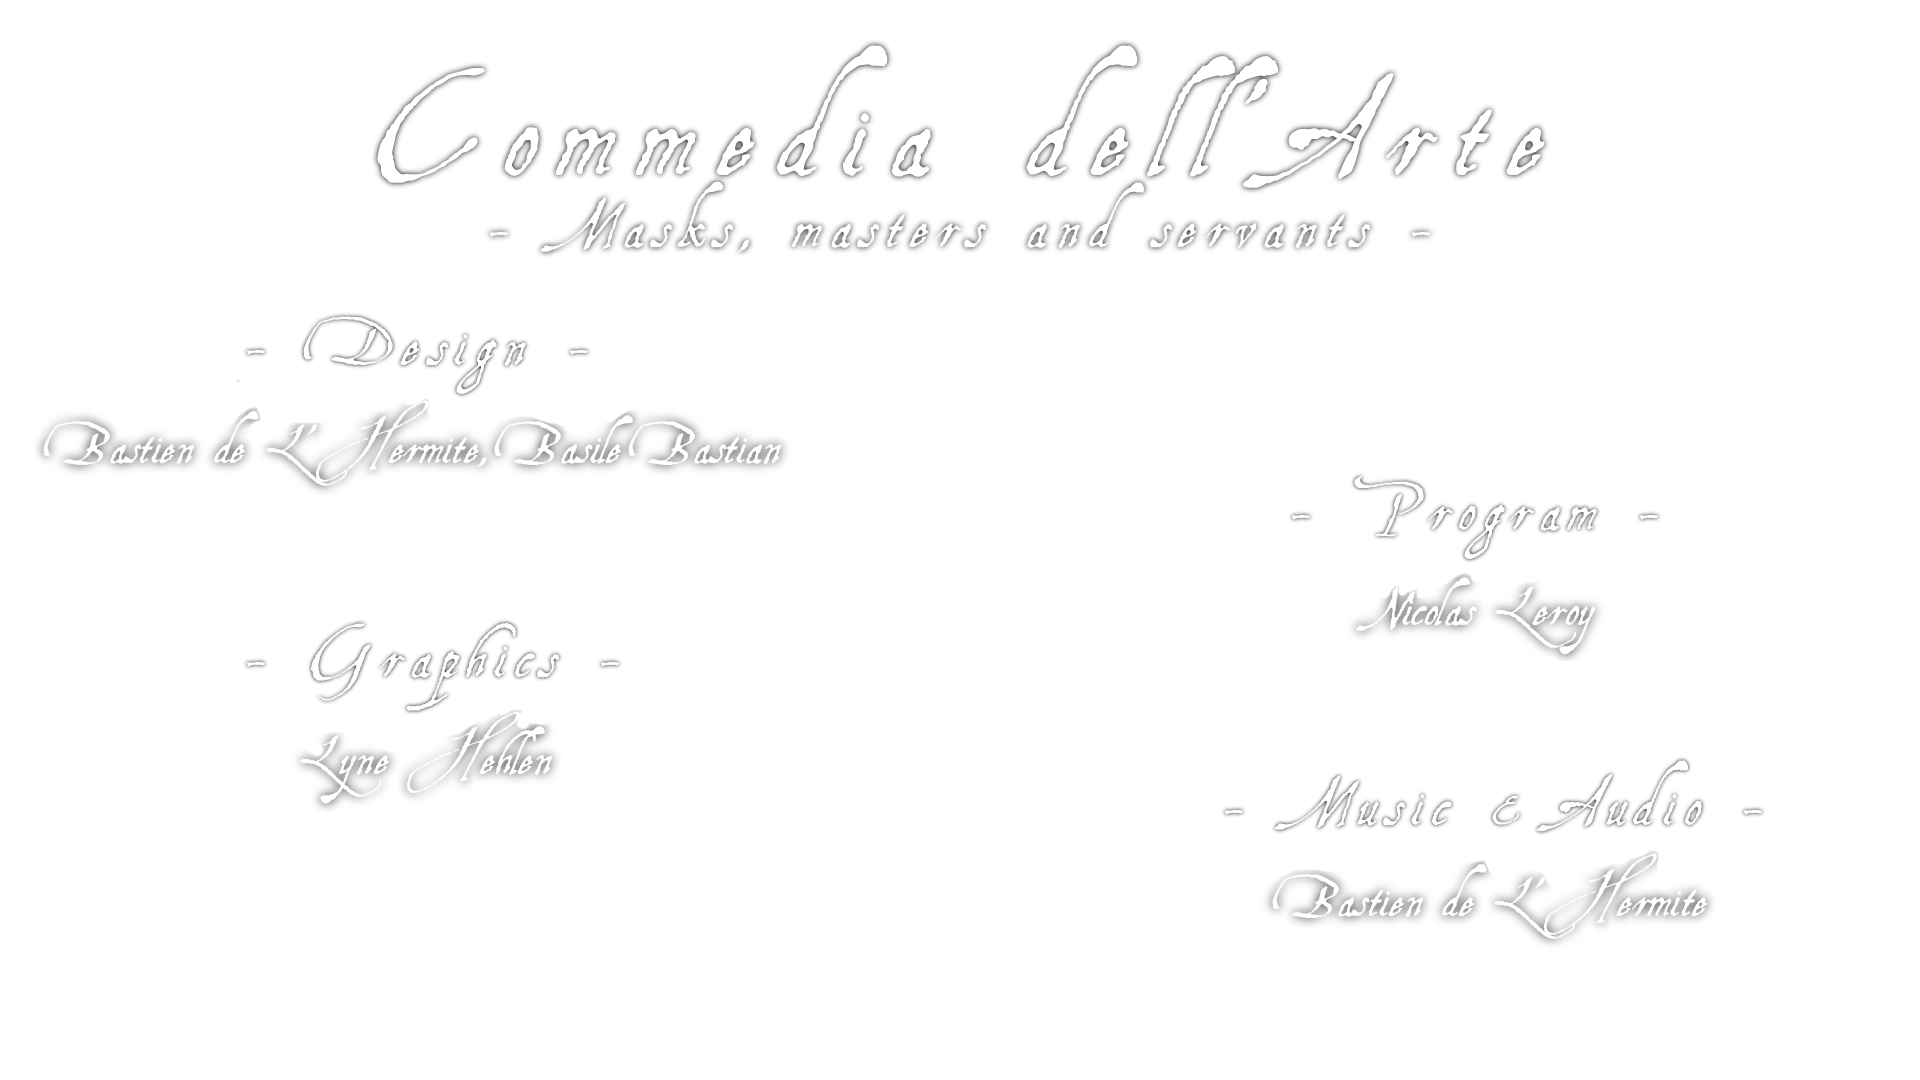 Commedia dell'Arte
- Masks, masters and servants -
- Design -
Bastien de L'Hermite, Basile Bastian
- Program -
Nicolas Leroy
- Graphics -
Lyne Hehlen
- Music & Audio -
Bastien de L'Hermite